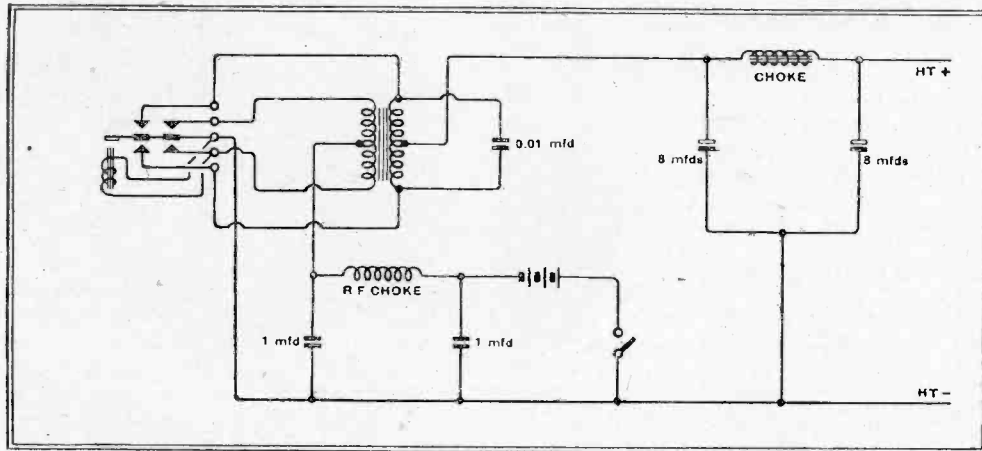 HT +
CHOKE
0.01 mfd
8 mfds
8 mfds
R F CHOKE
1 mfd
1 mfd
HT -